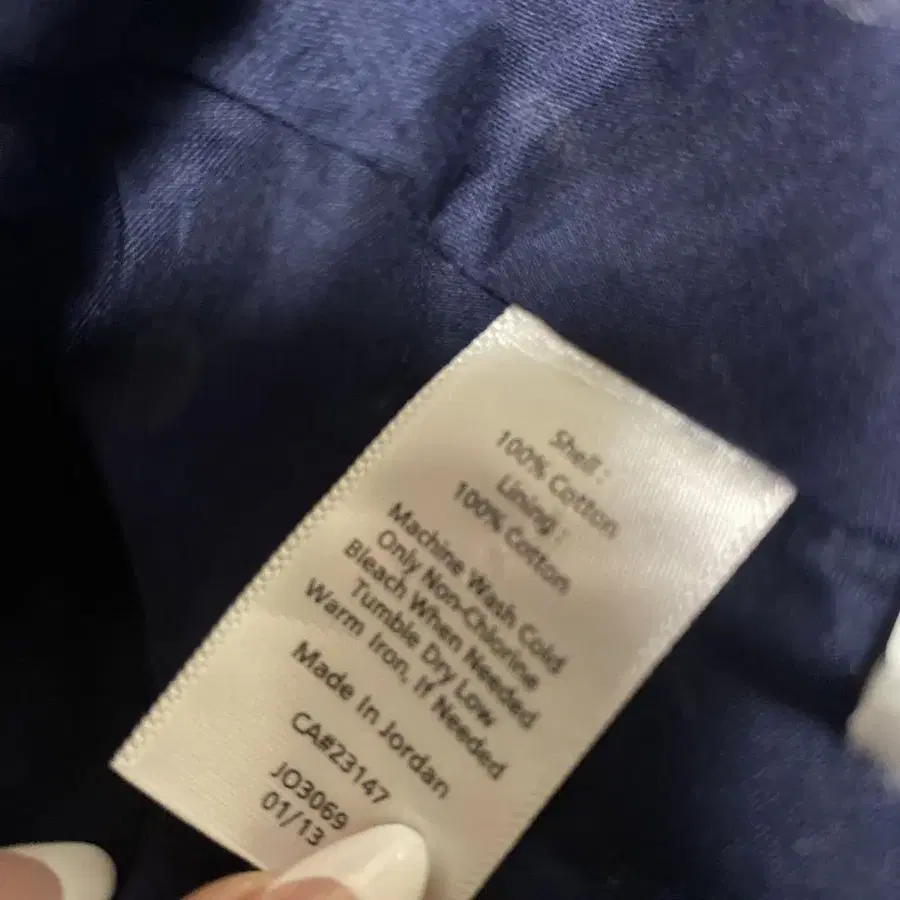 Shell :
100% Cotton
Lining :
100% Cotton
Machine Wash Cold
Only Non-Chlorine
Bleach When Needed
Tumble Dry Low
Warm Iron, If Needed
Made In Jordan
CA#23147
JO3069
01/13